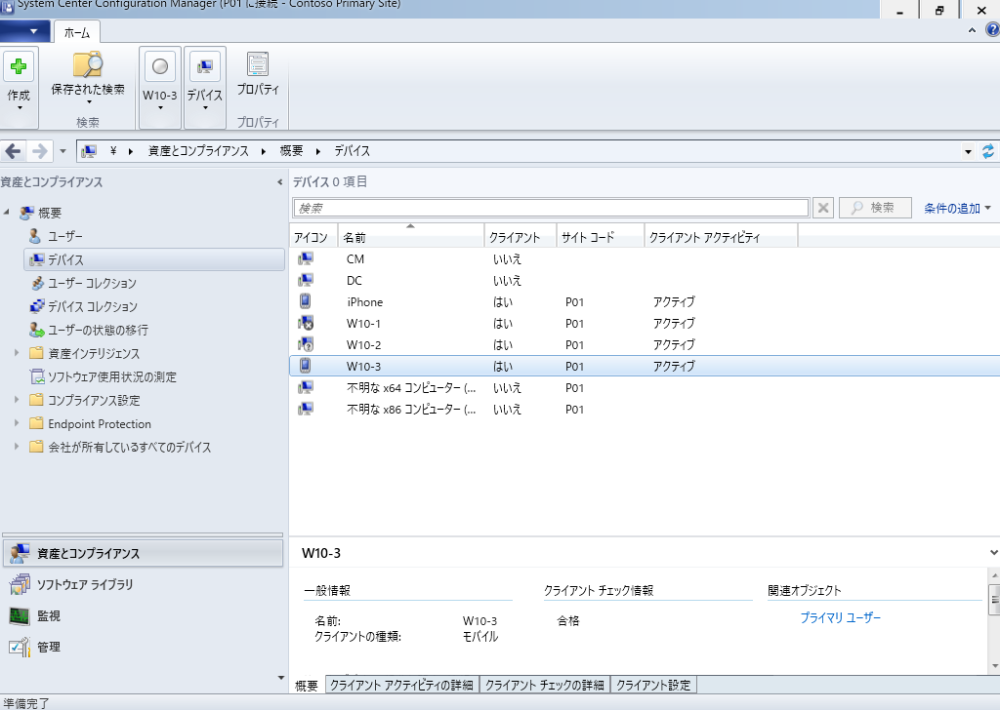 System Center Configuration Manager (P01 に接続 - Contoso Primary Site)
ホーム
作成
保存された検索
W10-3
デバイス
プロパティ
検索
プロパティ
¥ 資産とコンプライアンス 概要 デバイス
資産とコンプライアンス
概要
ユーザー
デバイス
ユーザー コレクション
デバイス コレクション
ユーザーの状態の移行
資産インテリジェンス
ソフトウェア使用状況の測定
コンプライアンス設定
Endpoint Protection
会社が所有しているすべてのデバイス
資産とコンプライアンス
ソフトウェア ライブラリ
監視
管理
デバイス 0 項目
検索
検索
条件の追加
アイコン 名前 クライアント サイト コード クライアント アクティビティ
CM いいえ
DC いいえ
iPhone はい P01 アクティブ
W10-1 はい P01 アクティブ
W10-2 はい P01 アクティブ
W10-3 はい P01 アクティブ
不明な x64 コンピューター (... いいえ P01
不明な x86 コンピューター (... いいえ P01
W10-3
一般情報
名前: W10-3
クライアントの種類: モバイル
クライアント チェック情報
合格
関連オブジェクト
プライマリ ユーザー
概要 クライアント アクティビティの詳細 クライアント チェックの詳細 クライアント設定
準備完了